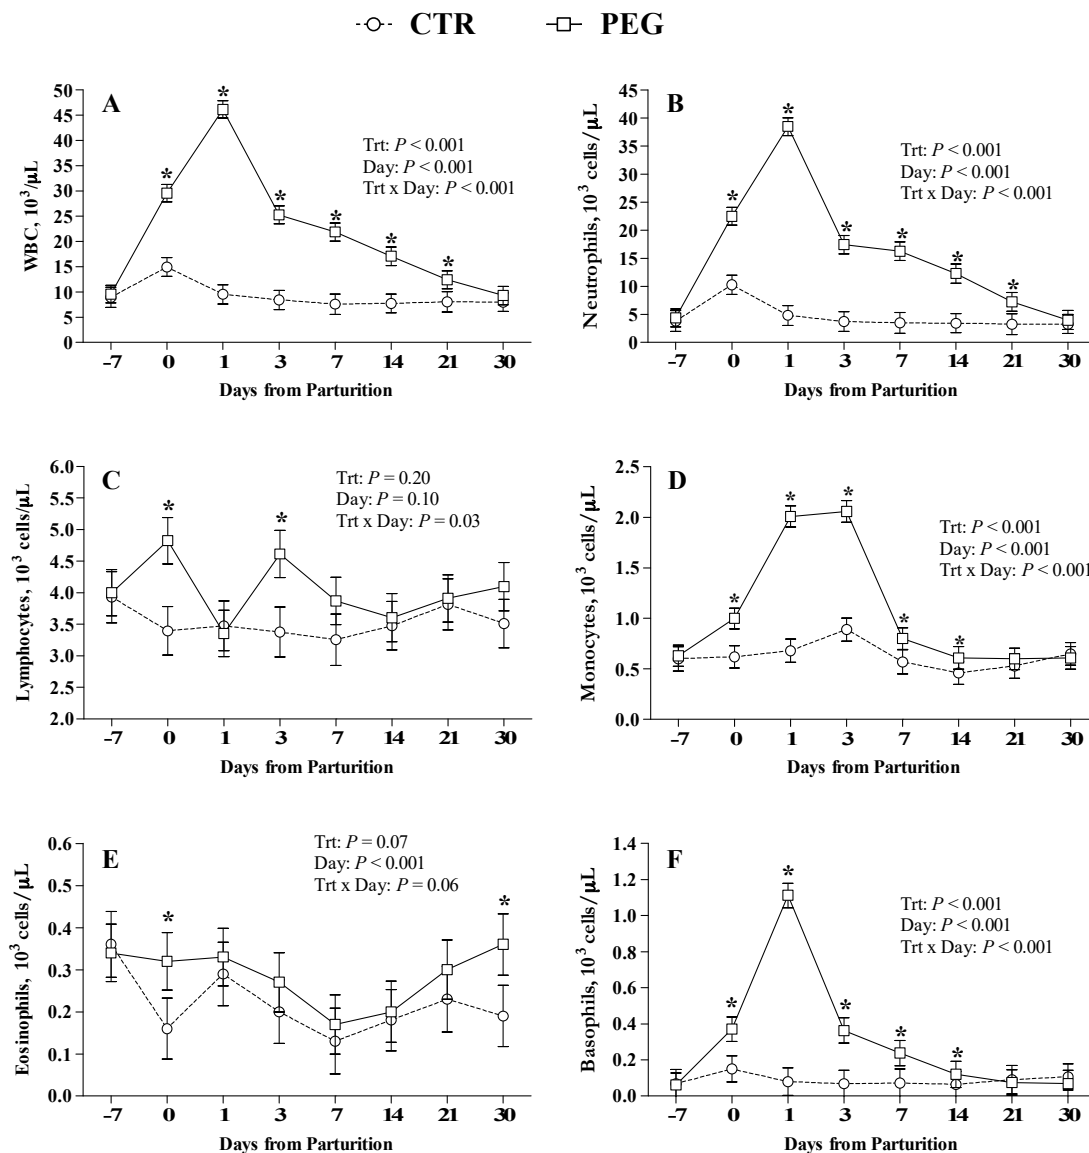 CTR PEG
A
WBC, 10³/µL
50
45
40
35
30
25
20
15
10
5
0
Trt: P < 0.001
Day: P < 0.001
Trt x Day: P < 0.001
* * * * * * *
-7 0 1 3 7 14 21 30
Days from Parturition
B
Neutrophils, 10³ cells/µL
45
40
35
30
25
20
15
10
5
0
Trt: P < 0.001
Day: P < 0.001
Trt x Day: P < 0.001
* * * * * *
-7 0 1 3 7 14 21 30
Days from Parturition
C
Lymphocytes, 10³ cells/µL
6.0
5.5
5.0
4.5
4.0
3.5
3.0
2.5
2.0
Trt: P = 0.20
Day: P = 0.10
Trt x Day: P = 0.03
* *
-7 0 1 3 7 14 21 30
Days from Parturition
D
Monocytes, 10³ cells/µL
2.5
2.0
1.5
1.0
0.5
0.0
Trt: P < 0.001
Day: P < 0.001
Trt x Day: P < 0.001
* * * * *
-7 0 1 3 7 14 21 30
Days from Parturition
E
Eosinophils, 10³ cells/µL
0.6
0.5
0.4
0.3
0.2
0.1
0.0
Trt: P = 0.07
Day: P < 0.001
Trt x Day: P = 0.06
* *
-7 0 1 3 7 14 21 30
Days from Parturition
F
Basophils, 10³ cells/µL
1.4
1.2
1.0
0.8
0.6
0.4
0.2
0.0
Trt: P < 0.001
Day: P < 0.001
Trt x Day: P < 0.001
* * * * *
-7 0 1 3 7 14 21 30
Days from Parturition